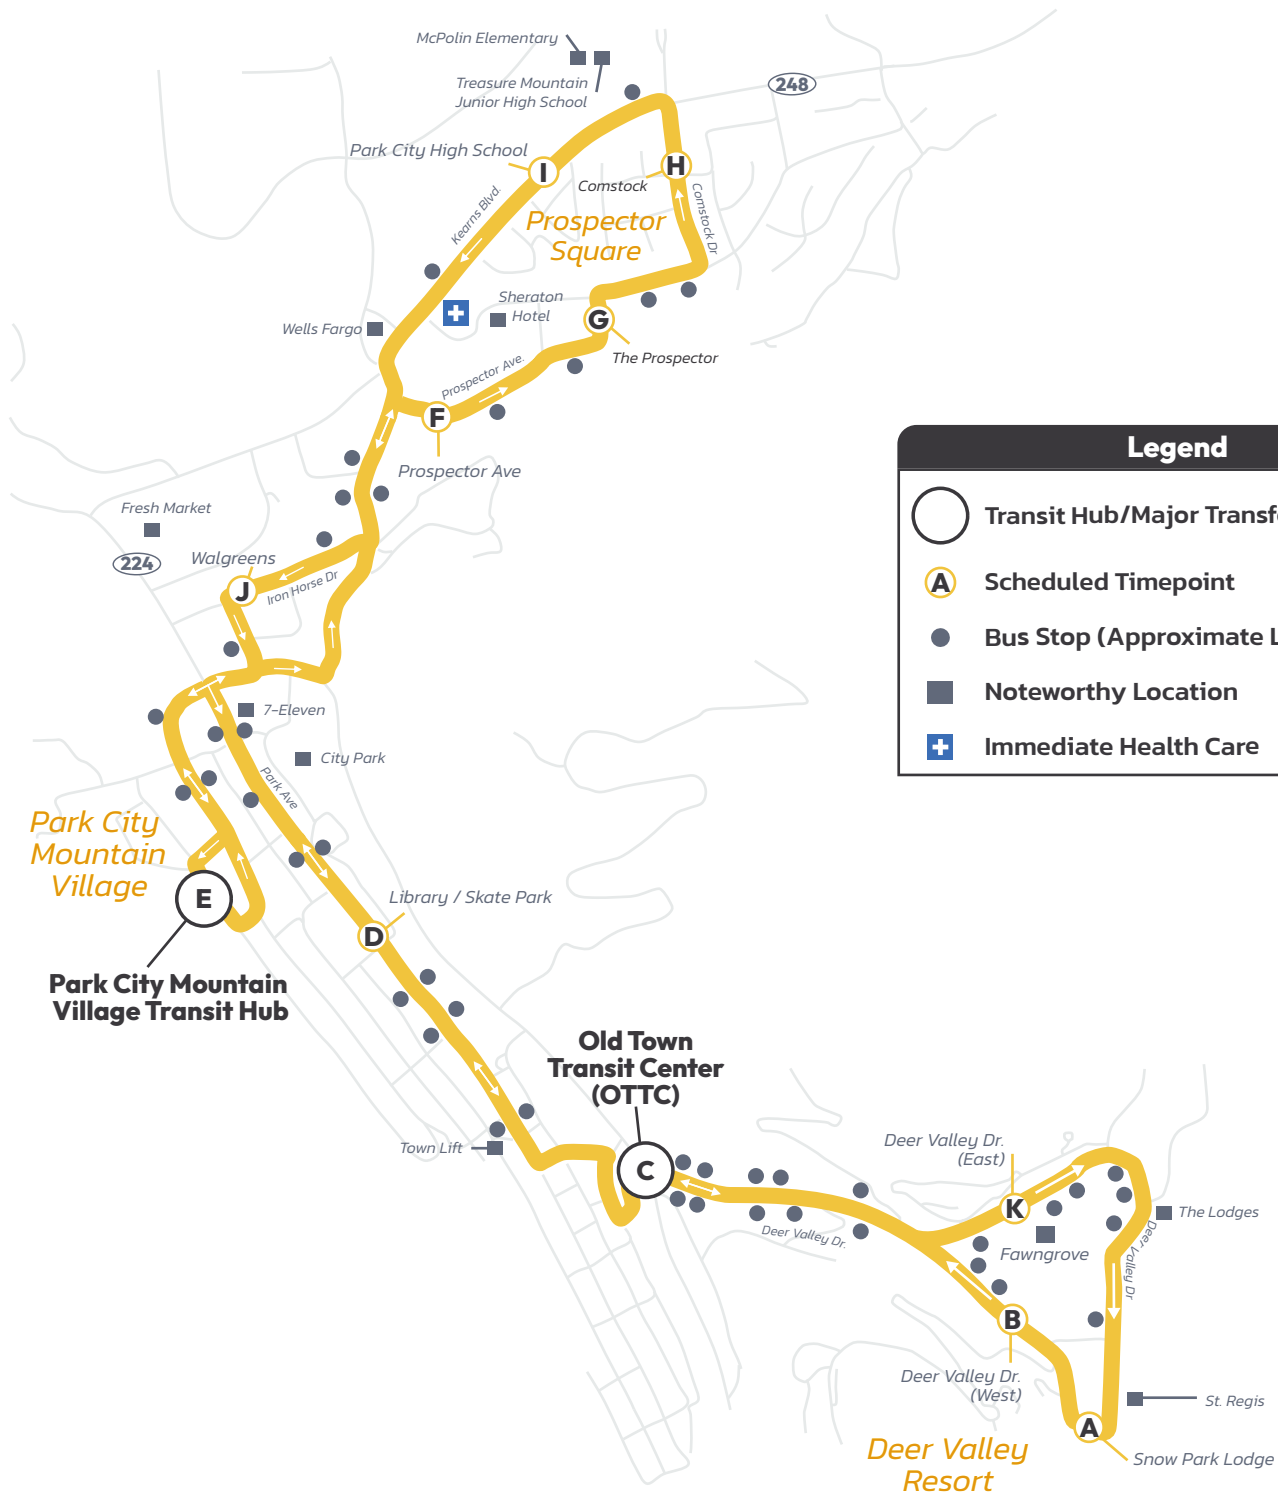 McPolin Elementary
Treasure Mountain
Junior High School
248
Park City High School
I
H
Comstock
Kearns Blvd.
Comstock Dr
Prospector
Square
Sheraton
Hotel
Wells Fargo
G
The Prospector
Prospector Ave.
F
Prospector Ave
Legend
Transit Hub/Major Transf
A
Scheduled Timepoint
Bus Stop (Approximate L
Noteworthy Location
Immediate Health Care
Fresh Market
224
Walgreens
J
Iron Horse Dr
7-Eleven
City Park
Park Ave
Park City
Mountain
Village
E
Library / Skate Park
D
Park City Mountain
Village Transit Hub
Old Town
Transit Center
(OTTC)
Town Lift
C
Deer Valley Dr.
Deer Valley Dr.
(East)
K
The Lodges
Fawngrove
Deer Valley Dr
B
Deer Valley Dr.
(West)
St. Regis
A
Snow Park Lodge
Deer Valley
Resort